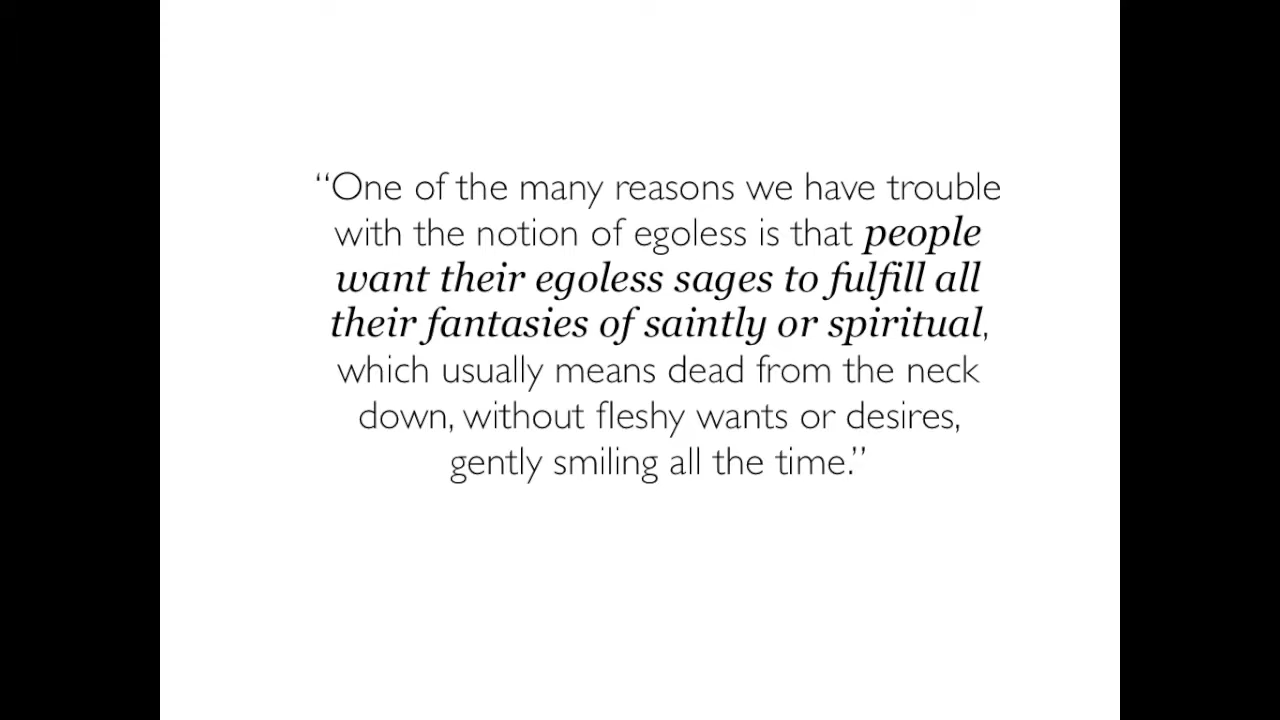 “One of the many reasons we have trouble
with the notion of egoless is that people
want their egoless sages to fulfill all
their fantasies of saintly or spiritual,
which usually means dead from the neck
down, without fleshy wants or desires,
gently smiling all the time.”